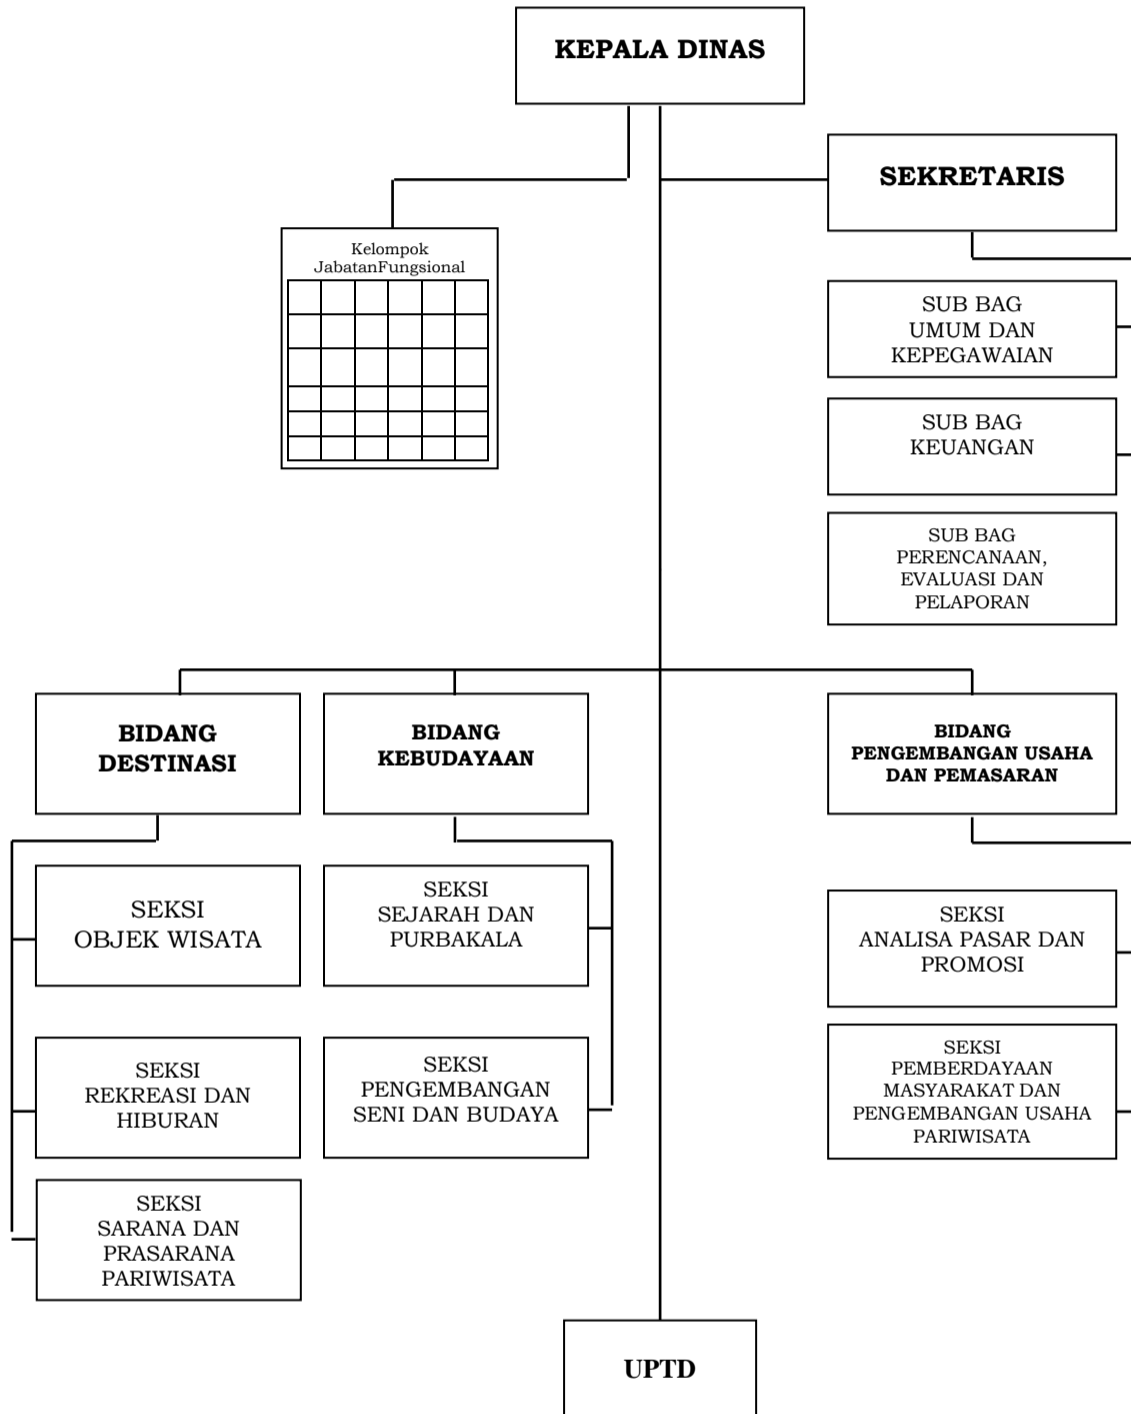 KEPALA DINAS
SEKRETARIS
Kelompok
JabatanFungsional
SUB BAG
UMUM DAN
KEPEGAWAIAN
SUB BAG
KEUANGAN
SUB BAG
PERENCANAAN,
EVALUASI DAN
PELAPORAN
BIDANG
DESTINASI
BIDANG
KEBUDAYAAN
BIDANG
PENGEMBANGAN USAHA
DAN PEMASARAN
SEKSI
OBJEK WISATA
SEKSI
SEJARAH DAN
PURBAKALA
SEKSI
ANALISA PASAR DAN
PROMOSI
SEKSI
REKREASI DAN
HIBURAN
SEKSI
PENGEMBANGAN
SENI DAN BUDAYA
SEKSI
PEMBERDAYAAN
MASYARAKAT DAN
PENGEMBANGAN USAHA
PARIWISATA
SEKSI
SARANA DAN
PRASARANA
PARIWISATA
UPTD